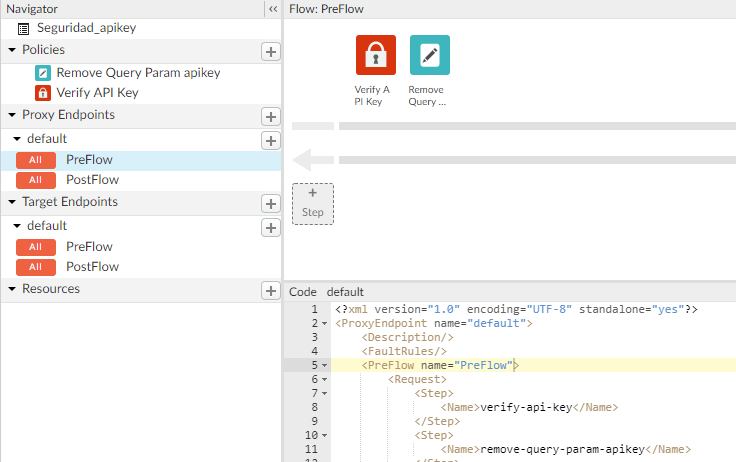 Navigator
Seguridad_apikey
Policies
Remove Query Param apikey
Verify API Key
Proxy Endpoints
default
All PreFlow
All PostFlow
Target Endpoints
default
All PreFlow
All PostFlow
Resources
Flow: PreFlow
Verify A
PI Key
Remove
Query ...
+
Step
Code default
1 <?xml version="1.0" encoding="UTF-8" standalone="yes"?>
2 <ProxyEndpoint name="default">
3 <Description/>
4 <FaultRules/>
5 <PreFlow name="PreFlow">
6 <Request>
7 <Step>
8 <Name>verify-api-key</Name>
9 </Step>
10 <Step>
11 <Name>remove-query-param-apikey</Name>
</Step>